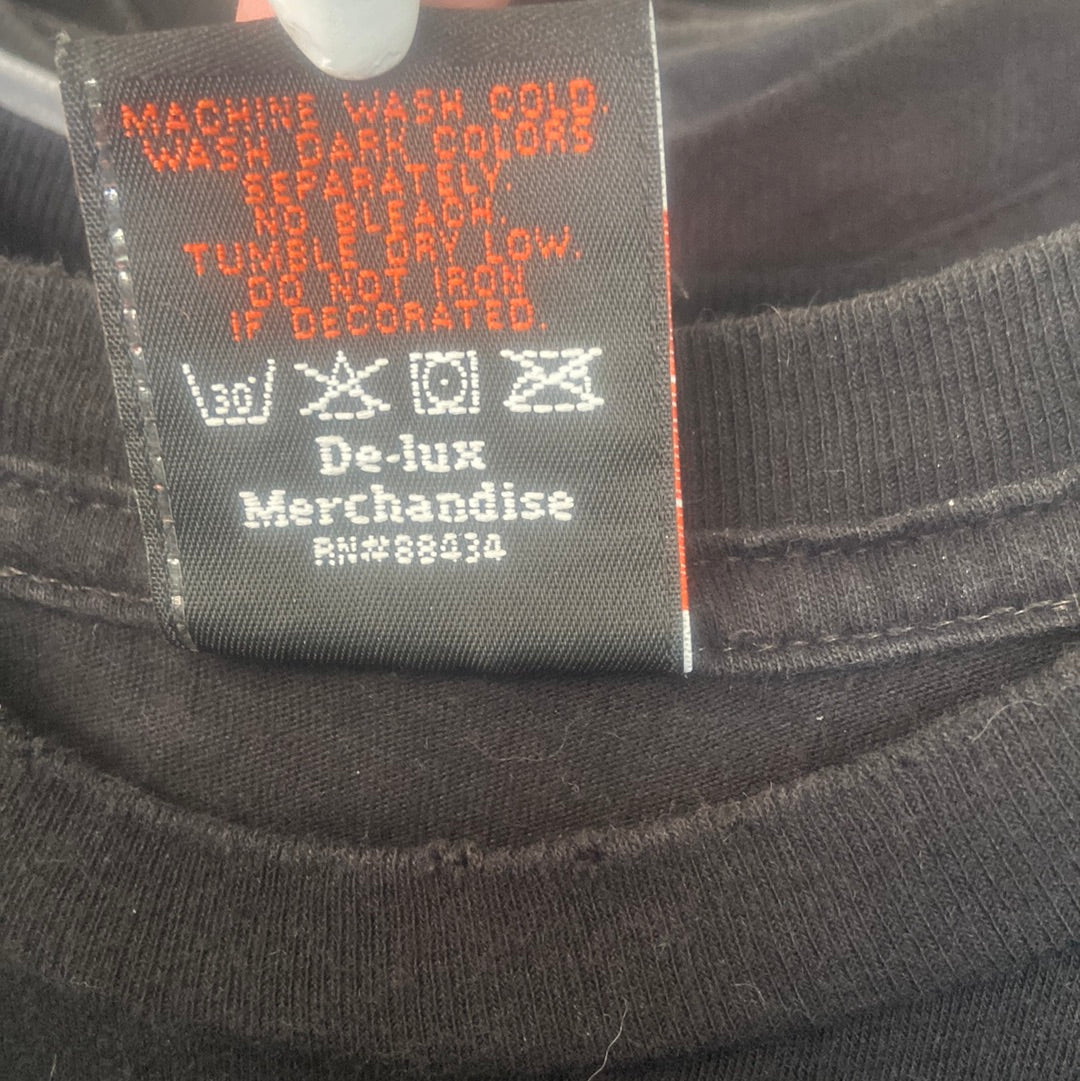 MACHINE WASH COLD.
WASH DARK COLORS
SEPARATELY.
NO BLEACH.
TUMBLE DRY LOW.
DO NOT IRON
IF DECORATED.
30°
De-lux
Merchandise
RN#88434